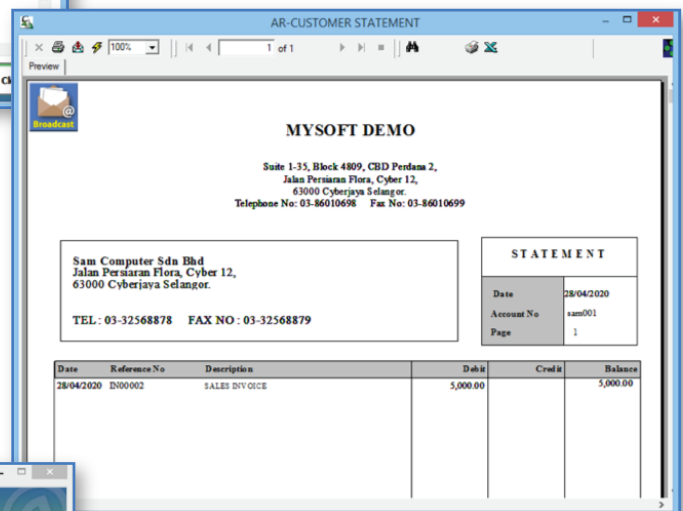 AR-CUSTOMER STATEMENT
100%
1 of 1
Preview
Broadcast
MYSOFT DEMO
Suite 1-35, Block 4809, CBD Perdana 2,
Jalan Persiaran Flora, Cyber 12,
63000 Cyberjaya Selangor.
Telephone No: 03-86010698 Fax No: 03-86010699
Sam Computer Sdn Bhd
Jalan Persiaran Flora, Cyber 12,
63000 Cyberjaya Selangor.
TEL : 03-32568878 FAX NO : 03-32568879
STATEMENT
Date 28/04/2020
Account No sam001
Page 1
Date Reference No Description Debit Credit Balance
28/04/2020 IN00002 SALES INVOICE 5,000.00 5,000.00